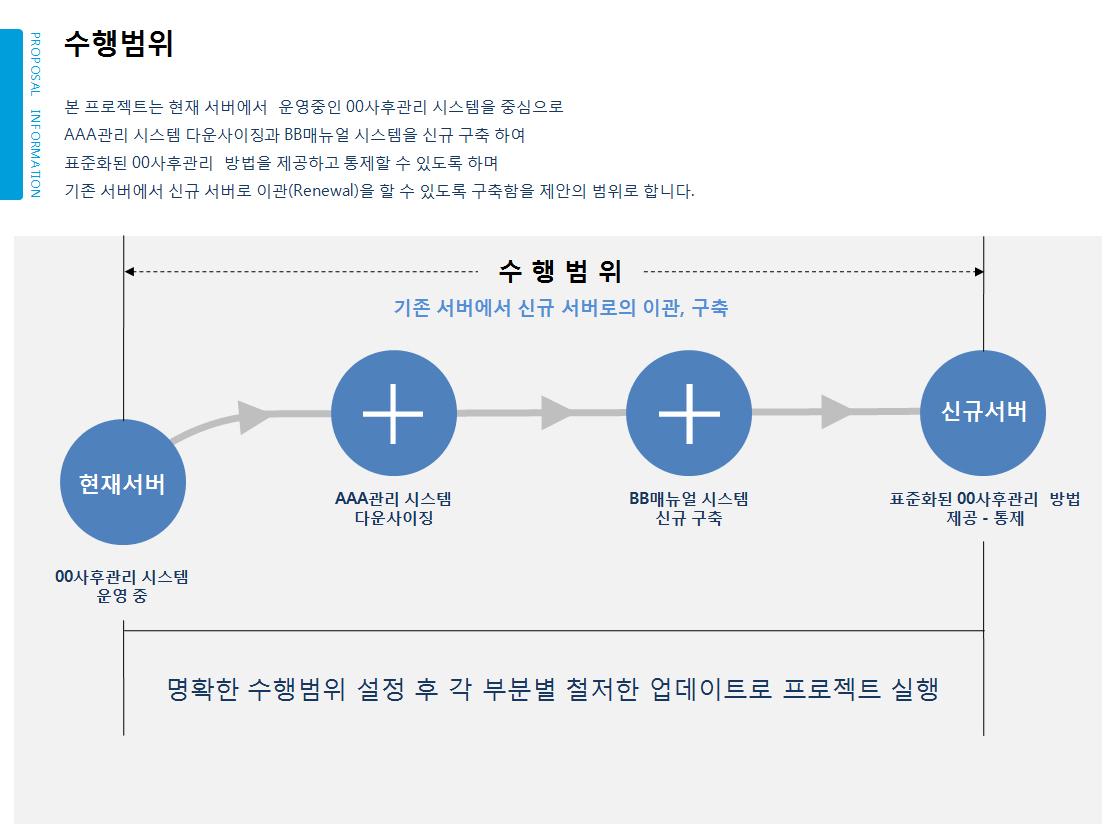 PROPOSAL INFORMATION
수행범위
본 프로젝트는 현재 서버에서 운영중인 00사후관리 시스템을 중심으로
AAA관리 시스템 다운사이징과 BB매뉴얼 시스템을 신규 구축 하여
표준화된 00사후관리 방법을 제공하고 통제할 수 있도록 하며
기존 서버에서 신규 서버로 이관(Renewal)을 할 수 있도록 구축함을 제안의 범위로 합니다.
수 행 범 위
기존 서버에서 신규 서버로의 이관, 구축
현재서버
신규서버
00사후관리 시스템
운영 중
AAA관리 시스템
다운사이징
BB매뉴얼 시스템
신규 구축
표준화된 00사후관리 방법
제공 - 통제
명확한 수행범위 설정 후 각 부분별 철저한 업데이트로 프로젝트 실행